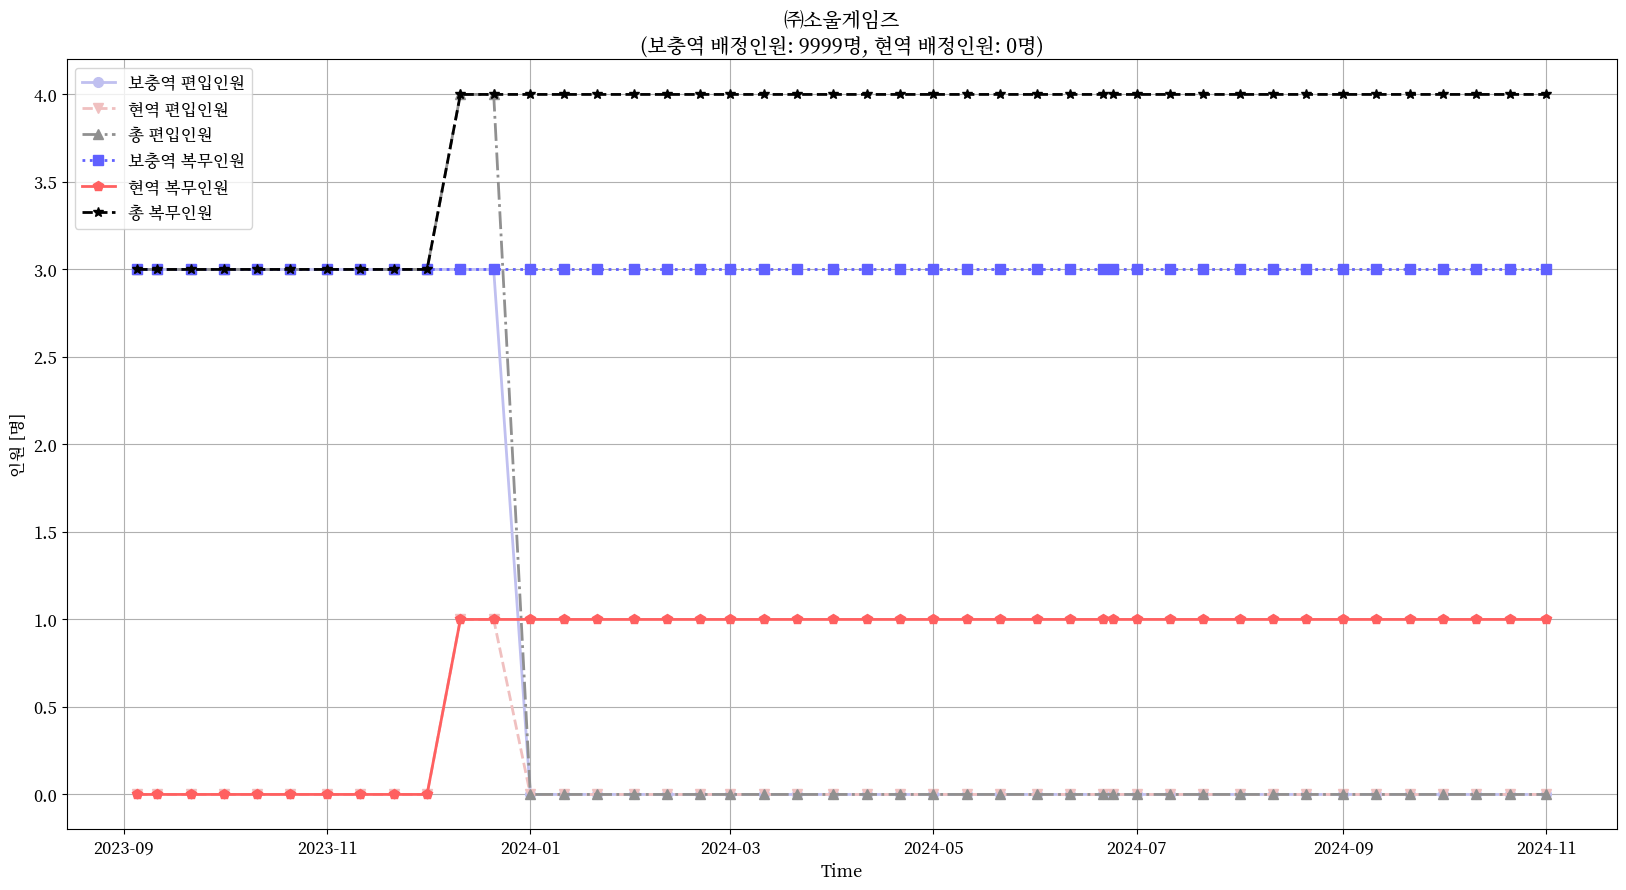 ㈜소울게임즈
(보충역 배정인원: 9999명, 현역 배정인원: 0명)
보충역 편입인원
현역 편입인원
총 편입인원
보충역 복무인원
현역 복무인원
총 복무인원
인원 [명]
4.0
3.5
3.0
2.5
2.0
1.5
1.0
0.5
0.0
2023-09
2023-11
2024-01
2024-03
2024-05
2024-07
2024-09
2024-11
Time